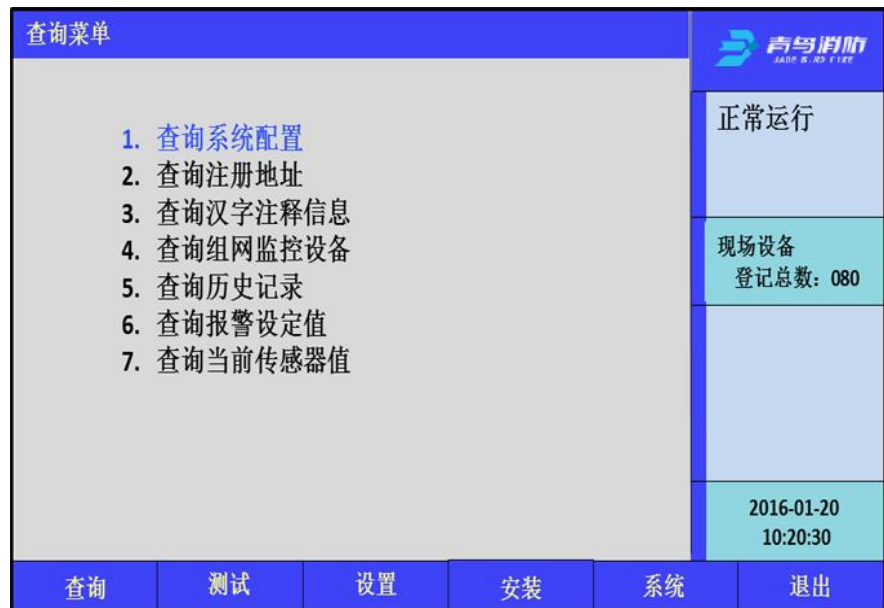 查询菜单
青鸟消防
JADE BIRD FIRE
1. 查询系统配置
2. 查询注册地址
3. 查询汉字注释信息
4. 查询组网监控设备
5. 查询历史记录
6. 查询报警设定值
7. 查询当前传感器值
正常运行
现场设备
登记总数：080
2016-01-20
10:20:30
查询 测试 设置 安装 系统 退出